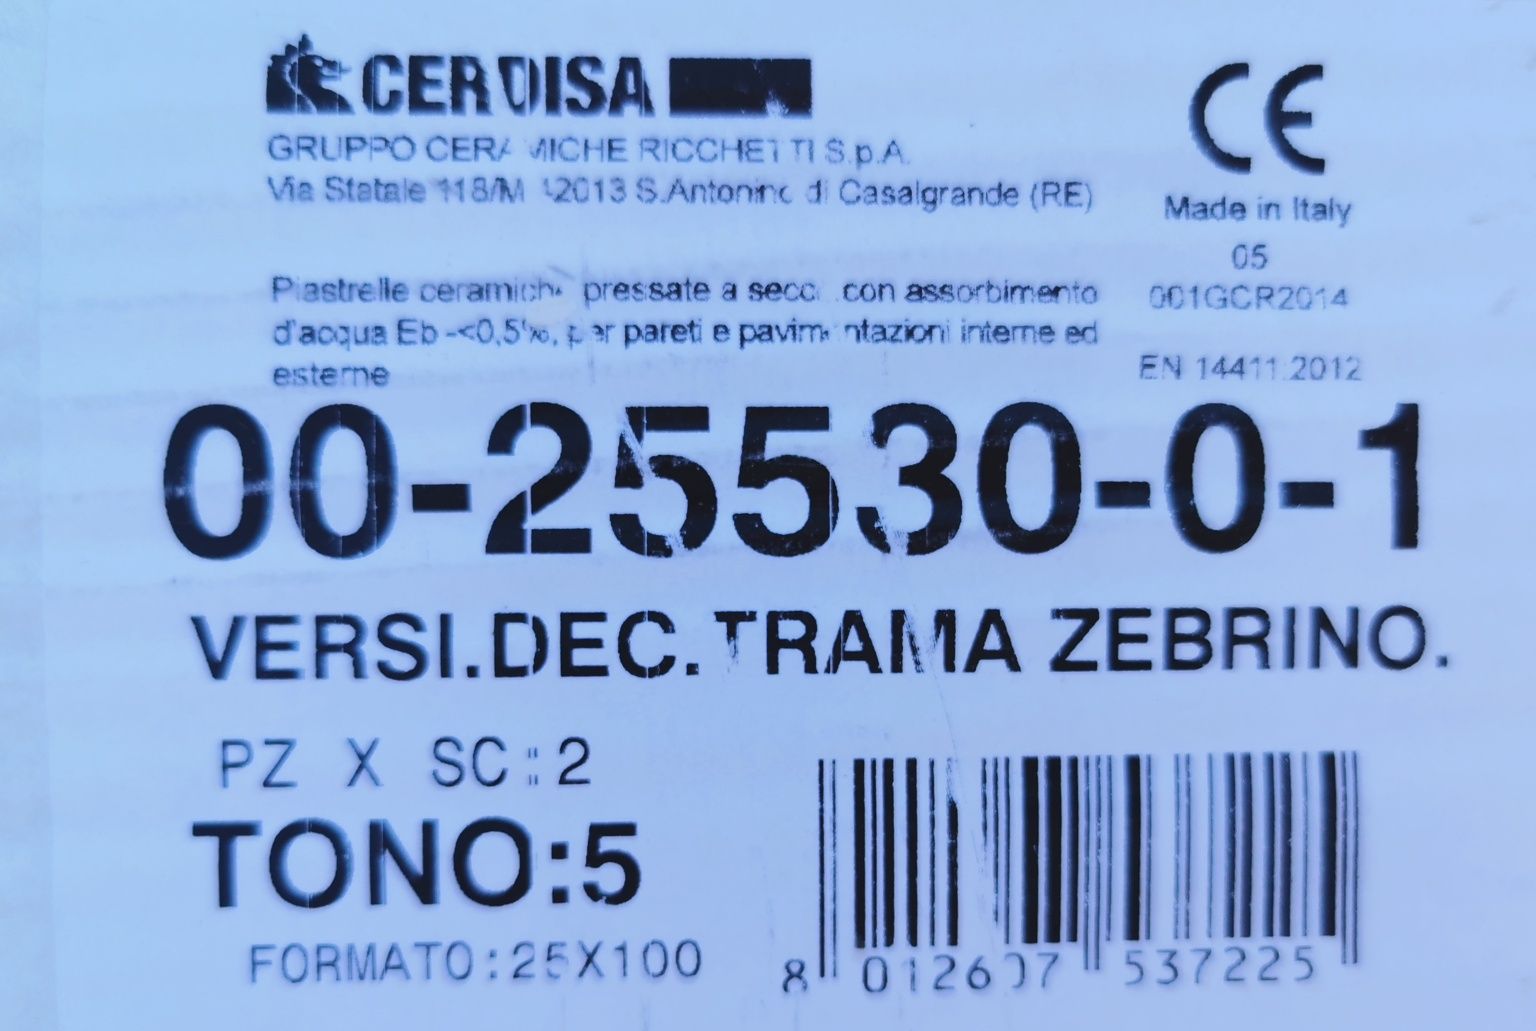 CERDISA
GRUPPO CERAMICHE RICCHETTI S.p.A.
Via Statale 118/M 42013 S.Antonino di Casalgrande (RE)
CE
Made in Italy
05
001GCR2014
EN 14411:2012
Piastrelle ceramiche pressate a secco con assorbimento
d'acqua Eb -<0,5%, per pareti e pavimentazioni interne ed
esterne
00-25530-0-1
VERSI.DEC.TRAMA ZEBRINO.
PZ X SC:2
TONO:5
FORMATO:25X100
8 012607 537225